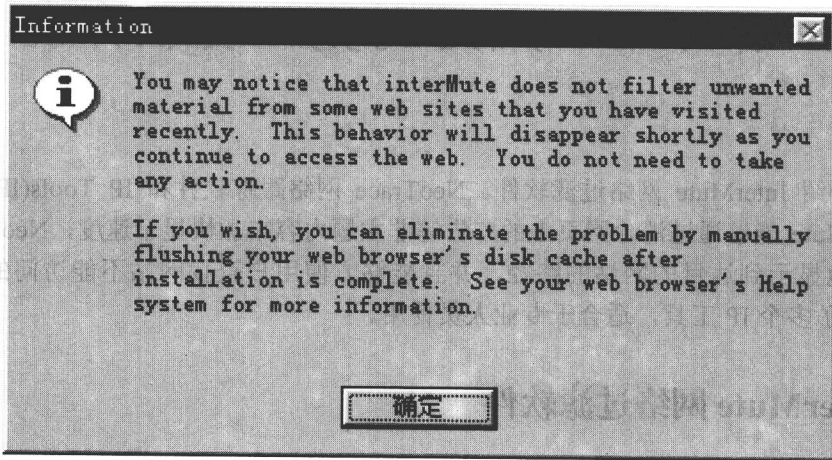 Information
You may notice that interMute does not filter unwanted
material from some web sites that you have visited
recently. This behavior will disappear shortly as you
continue to access the web. You do not need to take
any action.
If you wish, you can eliminate the problem by manually
flushing your web browser's disk cache after
installation is complete. See your web browser's Help
system for more information.
确定